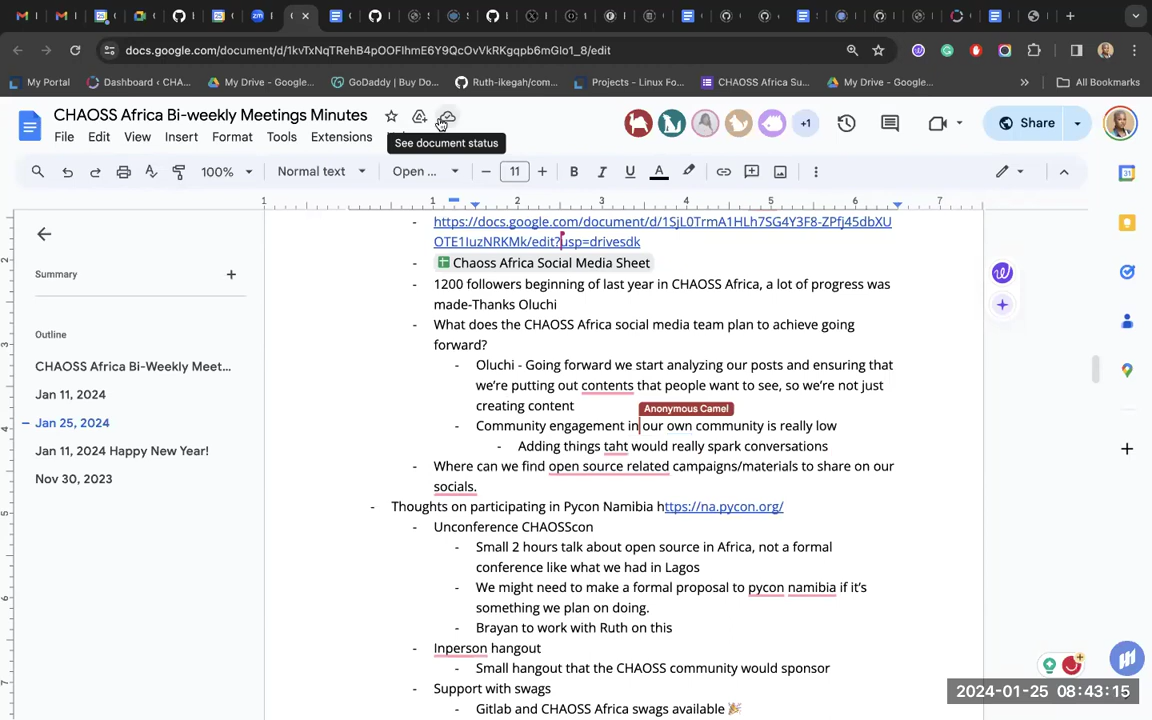 docs.google.com/document/d/1kvTxNqTRehB4pOOFIhmE6Y9QcOvVkRKgqpb6mGIo1_8/edit
My Portal
Dashboard ‹ CHA...
My Drive - Google...
GoDaddy | Buy Do...
Ruth-ikegah/com...
Projects - Linux Fo...
CHAOSS Africa Su...
My Drive - Google...
»
All Bookmarks
CHAOSS Africa Bi-weekly Meetings Minutes
File Edit View Insert Format Tools Extensions
See document status
+1
Share
100%
Normal text
Open ...
11
1 1 2 3 4 5 6 7
https://docs.google.com/document/d/1SjL0TrmA1HLh7SG4Y3F8-ZPfj45dbXU
OTE1IuzNRKMk/edit?usp=drivesdk
- Chaoss Africa Social Media Sheet
- 1200 followers beginning of last year in CHAOSS Africa, a lot of progress was
made-Thanks Oluchi
- What does the CHAOSS Africa social media team plan to achieve going
forward?
- Oluchi - Going forward we start analyzing our posts and ensuring that
we're putting out contents that people want to see, so we're not just
creating content
Anonymous Camel
- Community engagement in our own community is really low
- Adding things taht would really spark conversations
- Where can we find open source related campaigns/materials to share on our
socials.
- Thoughts on participating in Pycon Namibia https://na.pycon.org/
- Unconference CHAOSScon
- Small 2 hours talk about open source in Africa, not a formal
conference like what we had in Lagos
- We might need to make a formal proposal to pycon namibia if it's
something we plan on doing.
- Brayan to work with Ruth on this
- Inperson hangout
- Small hangout that the CHAOSS community would sponsor
- Support with swags
- Gitlab and CHAOSS Africa swags available 🎉
Summary
Outline
CHAOSS Africa Bi-Weekly Meet...
Jan 11, 2024
Jan 25, 2024
Jan 11, 2024 Happy New Year!
Nov 30, 2023
2024-01-25 08:43:15